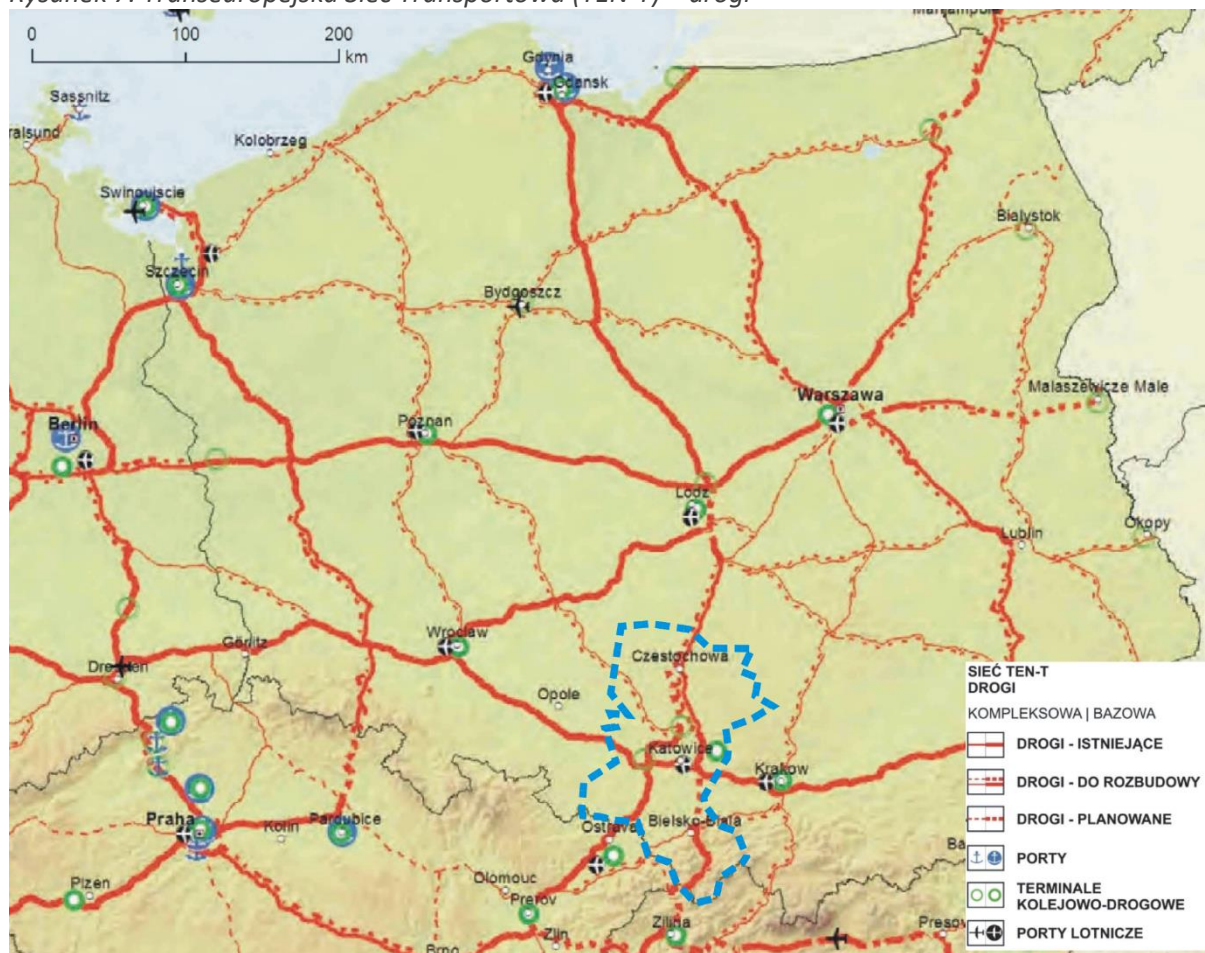 Rysunek 7. Transeuropejska Sieć Transportowa (TEN-T) – drogi
0 100 200
km
Gdynia
Gdansk
Sassnitz
ralsund
Kolobrzeg
Swinoujscie
Szczecin
Bialystok
Bydgoszcz
Malaszewicze Male
Warszawa
Berlin
Poznan
Lodz
Lublin
Okopy
Wroclaw
Görlitz
Dresden
Czestochowa
Opole
Katowice
Krakow
Praha
Kolin
Pardubice
Ostrava
Bielsko-Biala
Plzen
Olomouc
Prerov
Zilina
Zlin
Brno
Ba
Preso
SIEĆ TEN-T
DROGI
KOMPLEKSOWA | BAZOWA
DROGI - ISTNIEJĄCE
DROGI - DO ROZBUDOWY
DROGI - PLANOWANE
PORTY
TERMINALE
KOLEJOWO-DROGOWE
PORTY LOTNICZE